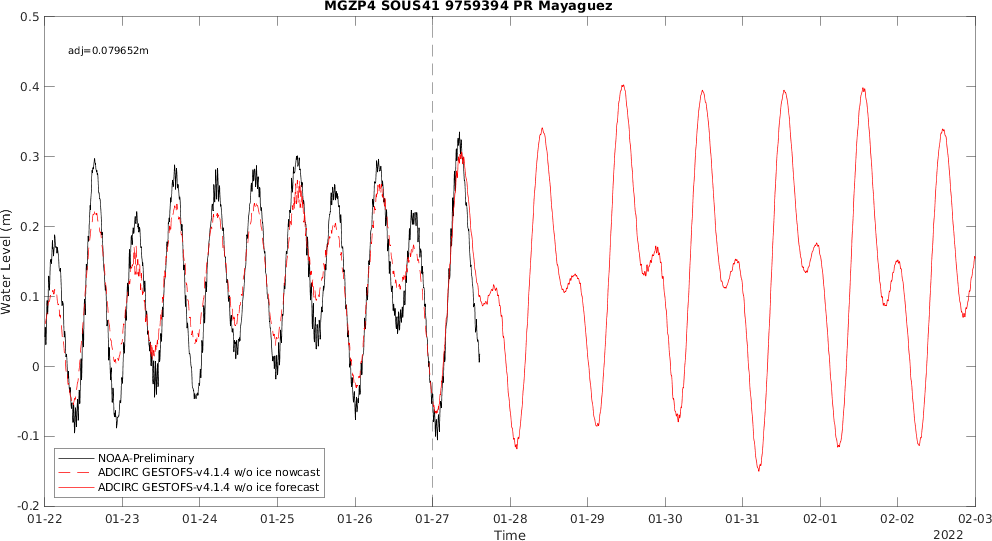 MGZP4 SOUS41 9759394 PR Mayaguez
adj=0.079652m
Water Level (m)
0.5
0.4
0.3
0.2
0.1
0
-0.1
-0.2
NOAA-Preliminary
ADCIRC GESTOFS-v4.1.4 w/o ice nowcast
ADCIRC GESTOFS-v4.1.4 w/o ice forecast
01-22 01-23 01-24 01-25 01-26 01-27 01-28 01-29 01-30 01-31 02-01 02-02 02-03
Time
2022